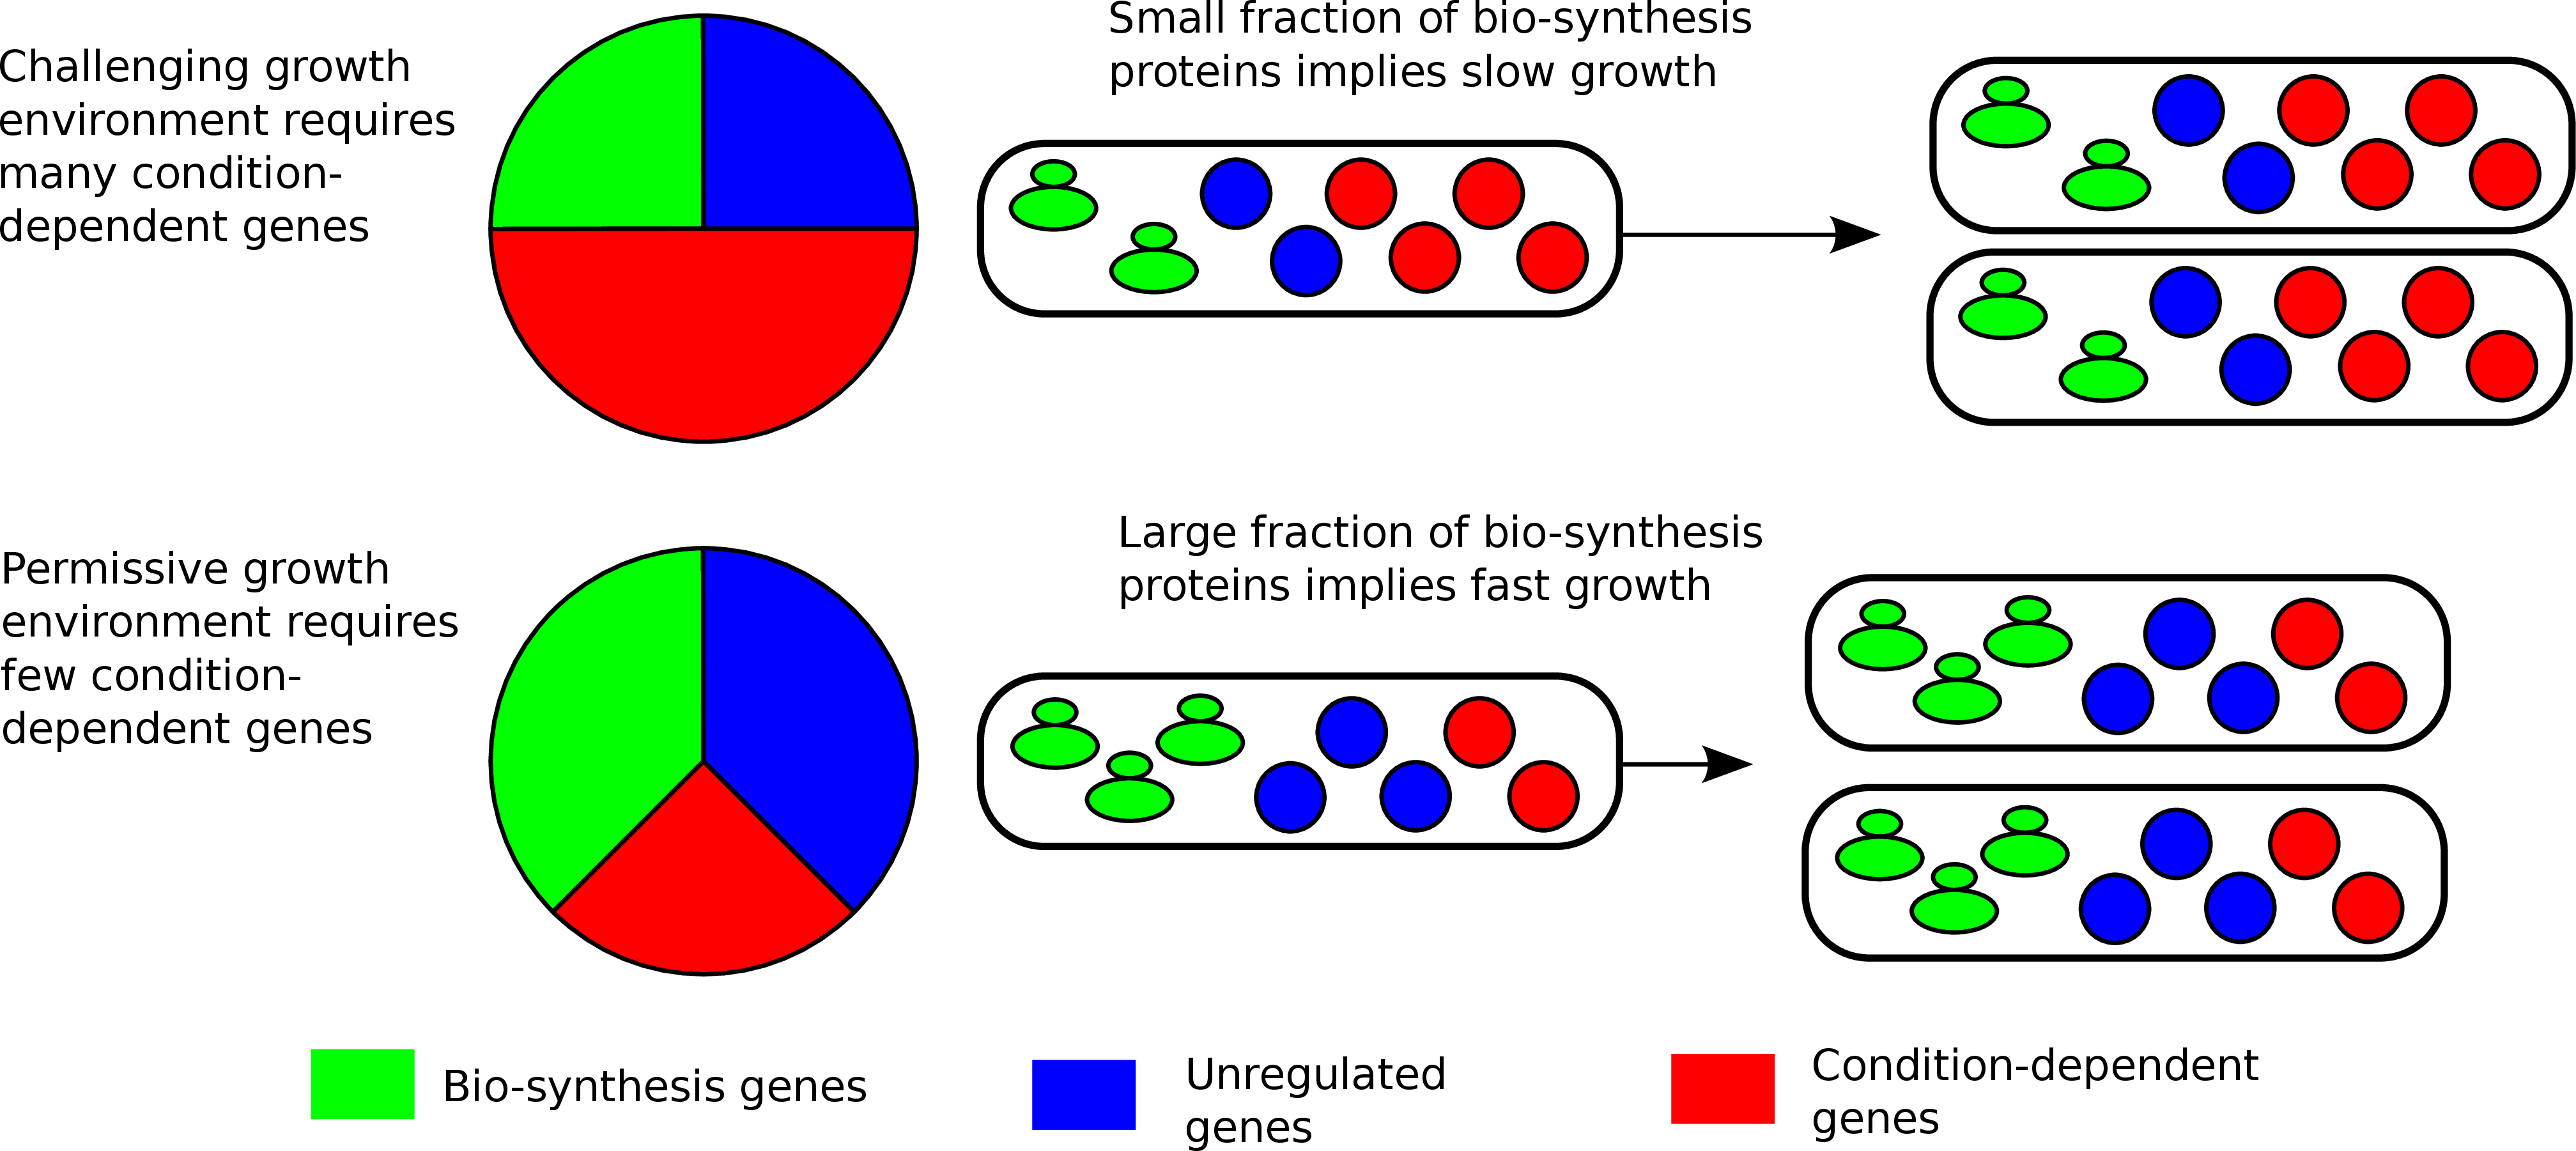 Challenging growth
environment requires
many condition-
dependent genes
Small fraction of bio-synthesis
proteins implies slow growth
Permissive growth
environment requires
few condition-
dependent genes
Large fraction of bio-synthesis
proteins implies fast growth
Bio-synthesis genes
Unregulated
genes
Condition-dependent
genes